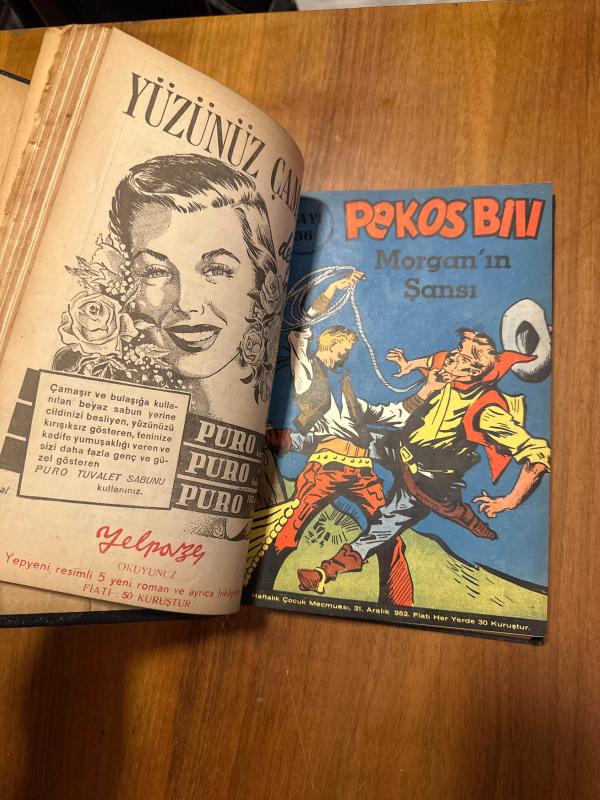 YÜZÜNÜZ
Çamaşır ve bulaşığa kulla-
nılan beyaz sabun yerine
cildinizi besliyen, yüzünüzü
kırışıksız gösteren, teninize
kadife yumuşaklığı veren ve
sizi daha fazla genç ve gü-
zel gösteren
PURO TUVALET SABUNU
kullanınız.
PURO
PURO
PURO
Yelpaze
OKUYUNUZ
Yepyeni resimli 5 yeni roman ve ayrıca
FİATI : 50 KURUŞTUR
56
PEKOS BILL
Morgan'ın
Şansı
Haftalık Çocuk Mecmuası, 31. Aralık 952. Fiatı Her Yerde 30 Kuruştur.